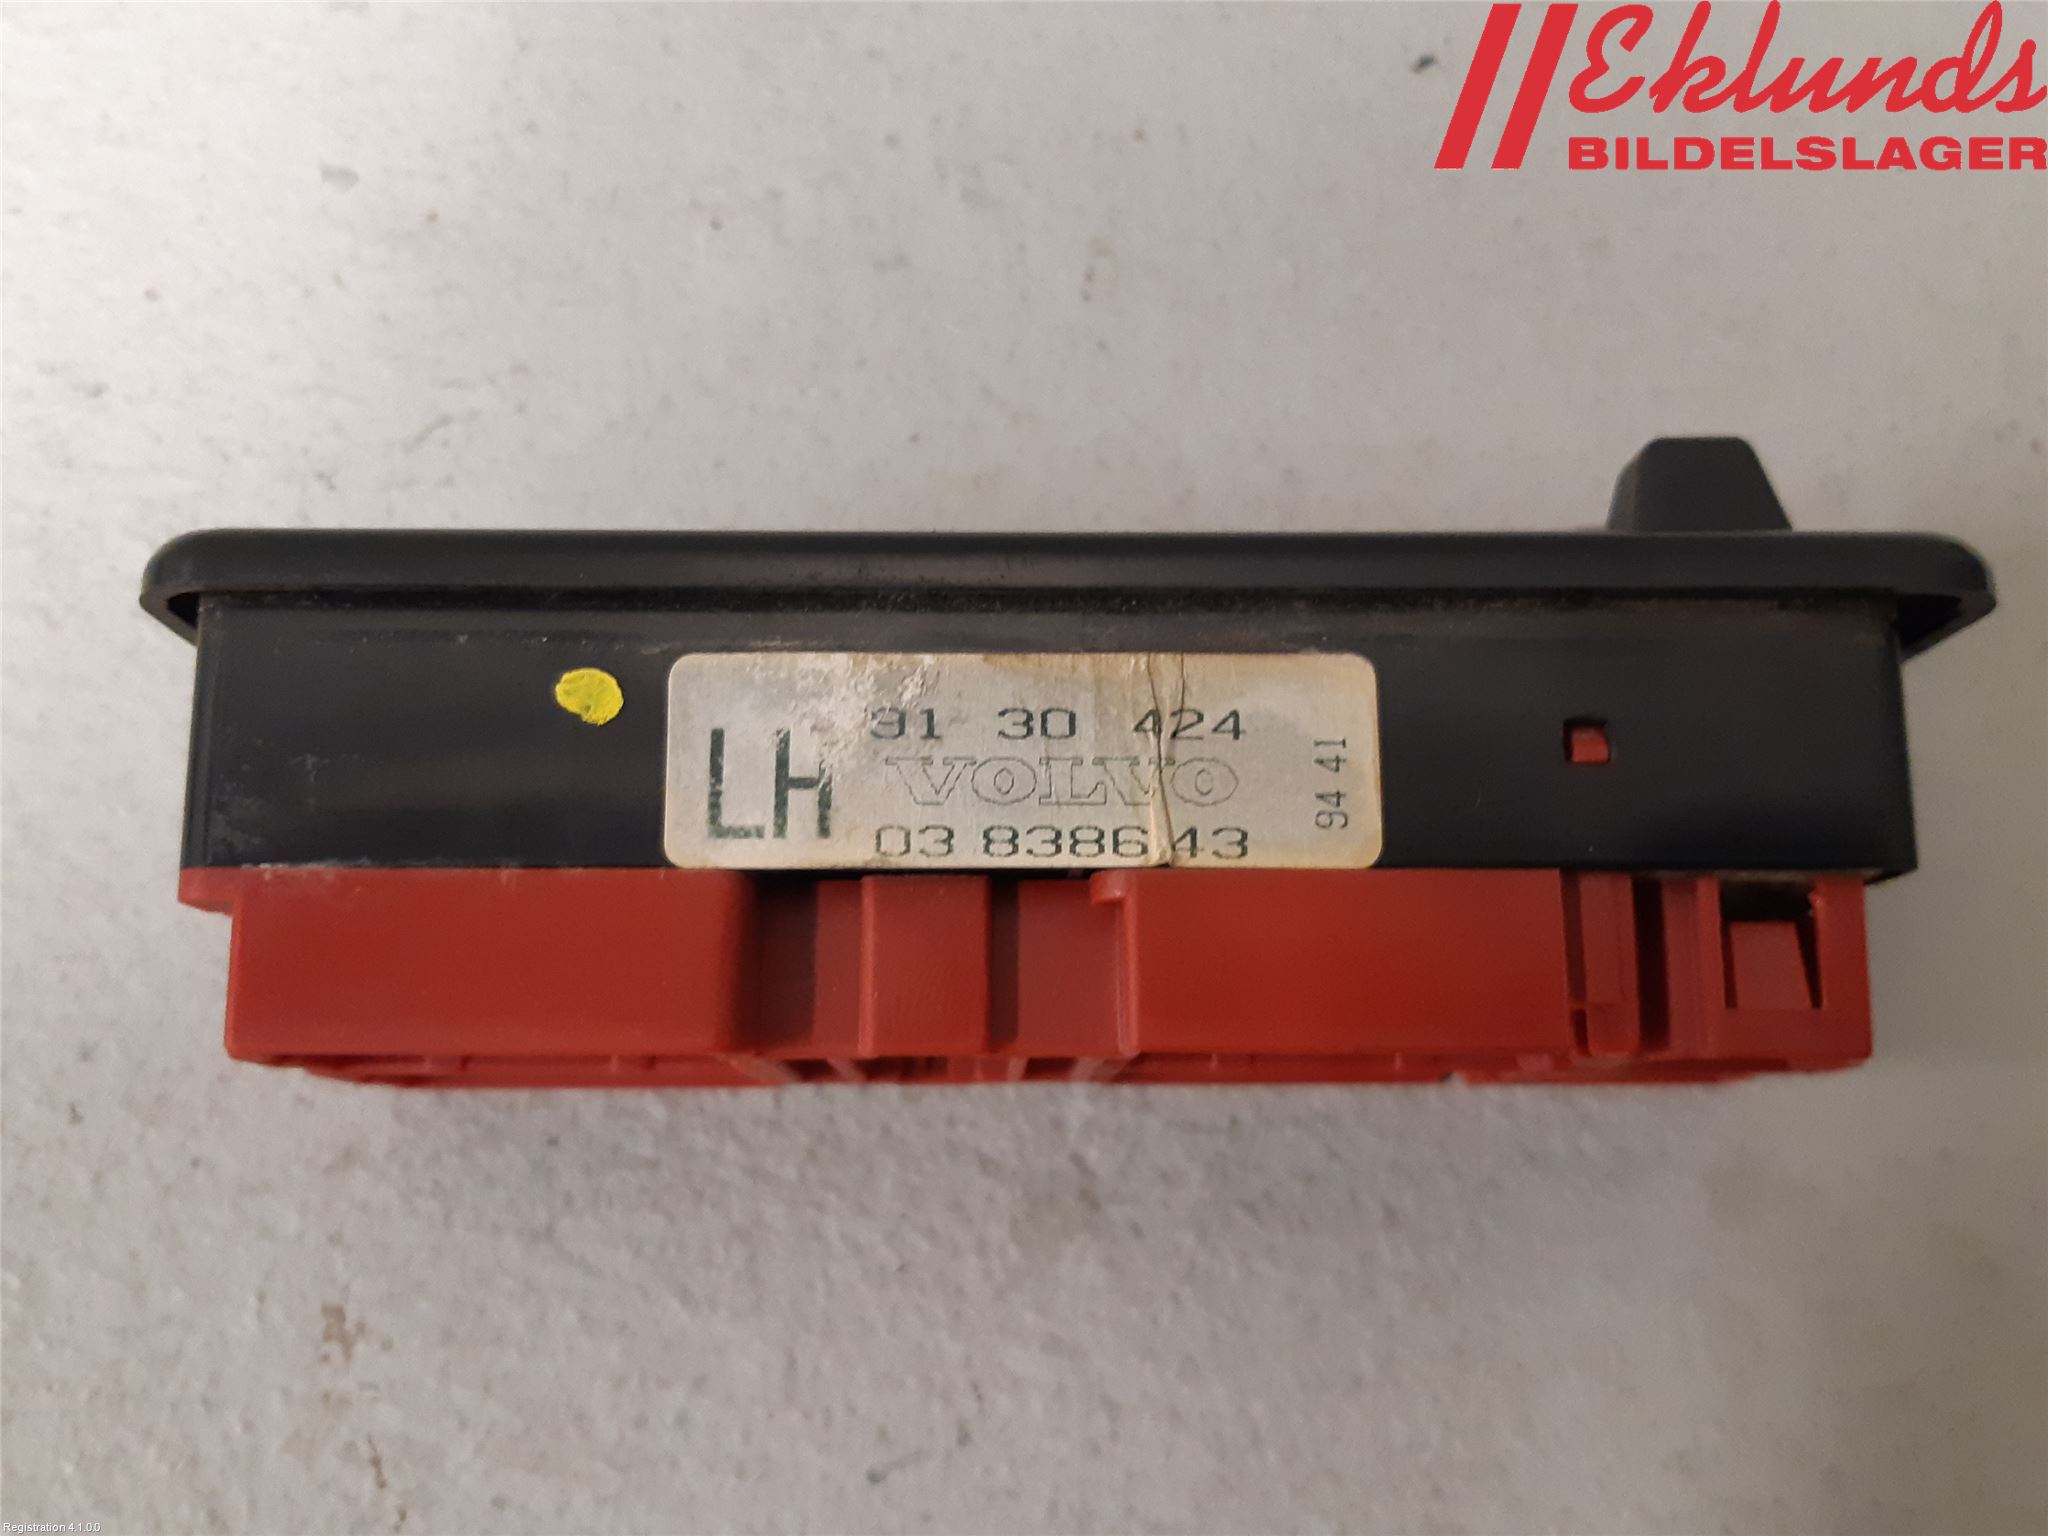 Eklunds
BILDELSLAGER
LH
31 30 424
VOLVO
03 838643
94 41
Registration 4.1.0.0